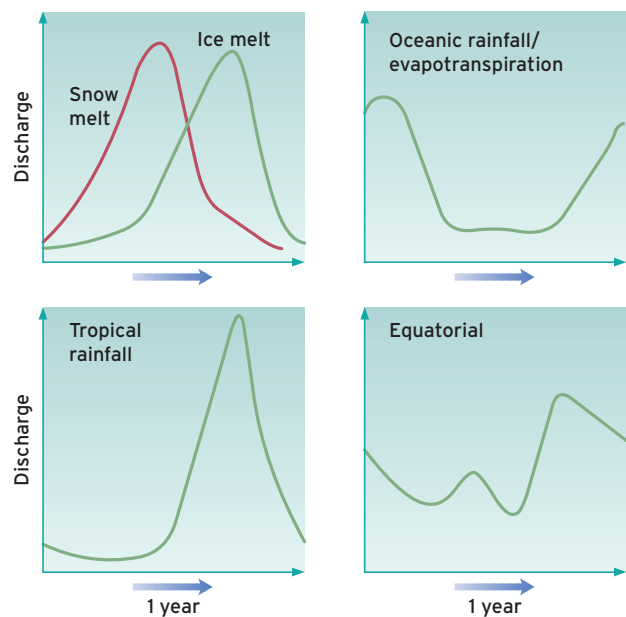 Ice melt
Snow
melt
Discharge
Oceanic rainfall/
evapotranspiration
Tropical
rainfall
Discharge
1 year
Equatorial
1 year